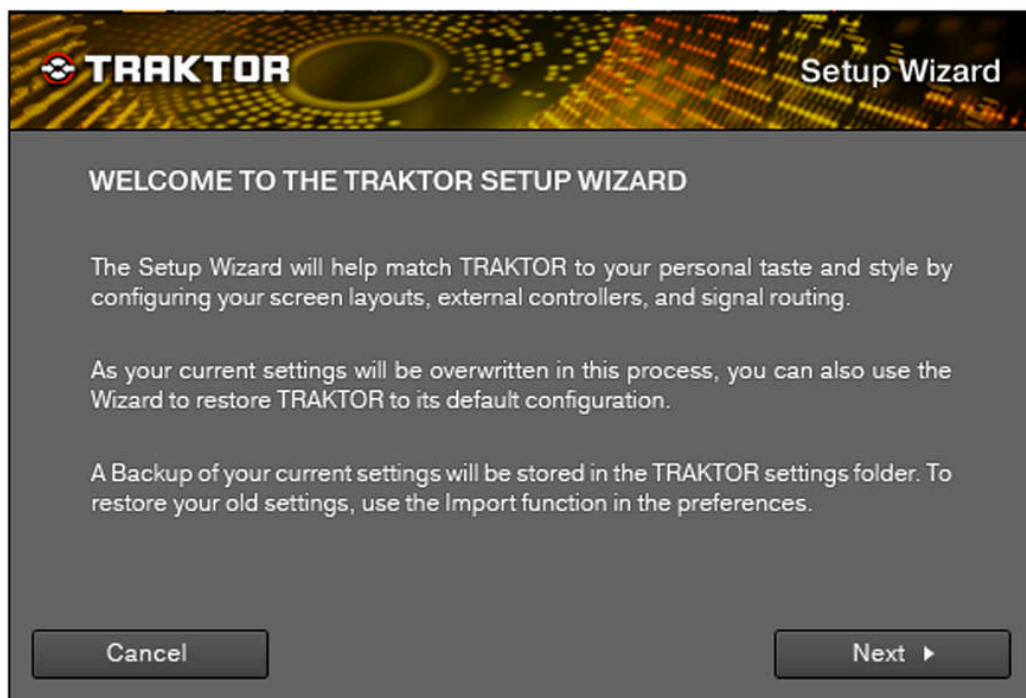 TRAKTOR
Setup Wizard
WELCOME TO THE TRAKTOR SETUP WIZARD
The Setup Wizard will help match TRAKTOR to your personal taste and style by
configuring your screen layouts, external controllers, and signal routing.
As your current settings will be overwritten in this process, you can also use the
Wizard to restore TRAKTOR to its default configuration.
A Backup of your current settings will be stored in the TRAKTOR settings folder. To
restore your old settings, use the Import function in the preferences.
Cancel
Next